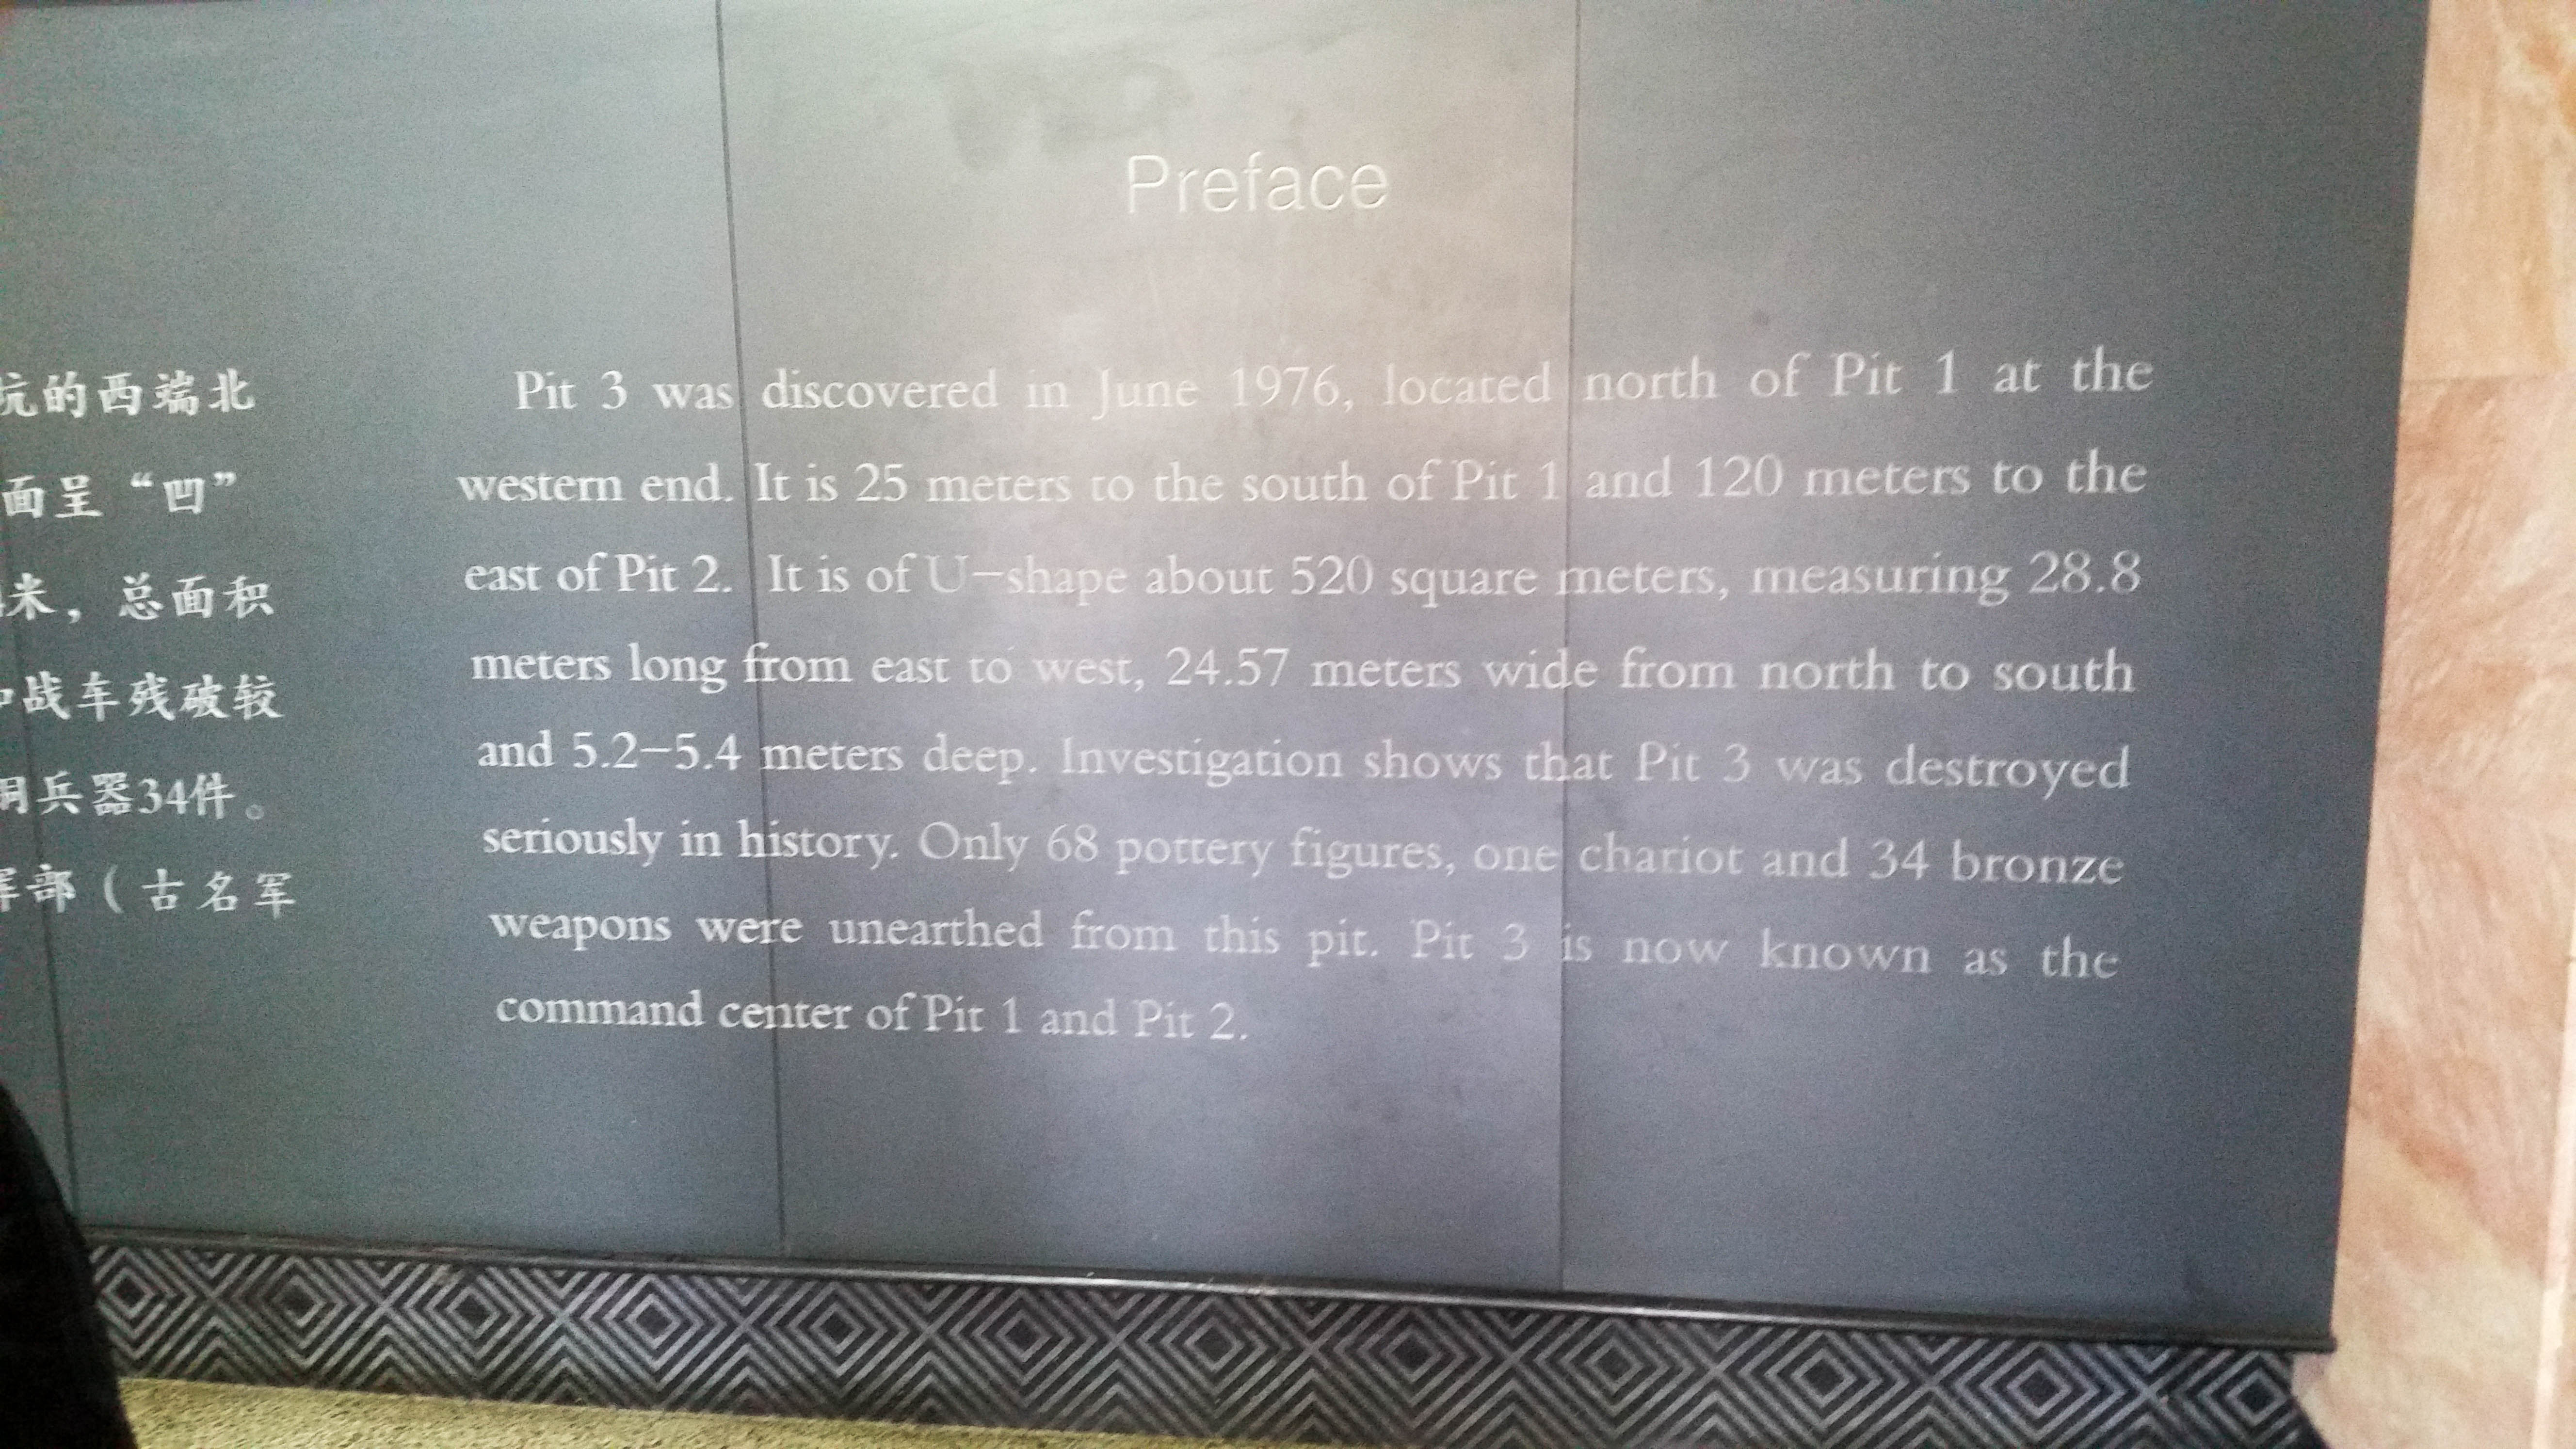 坑的西端北
面呈“凹”
米，总面积
战车残破较
兵器34件。
部（古名军
Preface
Pit 3 was discovered in June 1976, located north of Pit 1 at the
western end. It is 25 meters to the south of Pit 1 and 120 meters to the
east of Pit 2. It is of U-shape about 520 square meters, measuring 28.8
meters long from east to west, 24.57 meters wide from north to south
and 5.2-5.4 meters deep. Investigation shows that Pit 3 was destroyed
seriously in history. Only 68 pottery figures, one chariot and 34 bronze
weapons were unearthed from this pit. Pit 3 is now known as the
command center of Pit 1 and Pit 2.